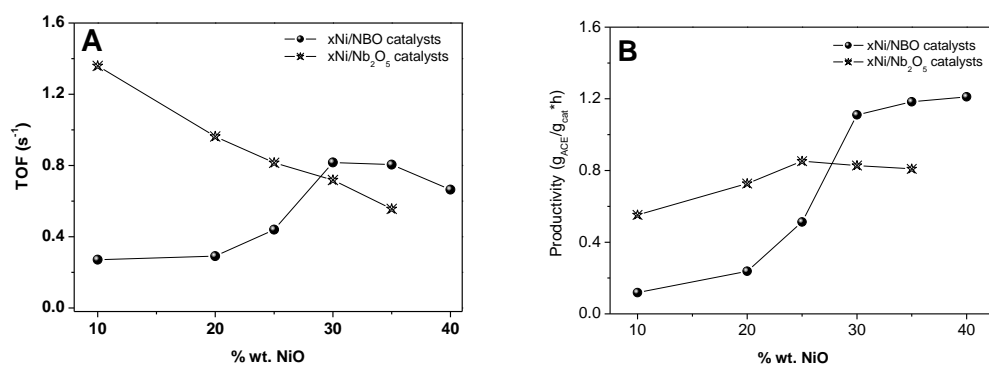 A
xNi/NBO catalysts
xNi/Nb₂O₅ catalysts
TOF (s⁻¹)
1.6
1.2
0.8
0.4
0.0
10 20 30 40
% wt. NiO
B
xNi/NBO catalysts
xNi/Nb₂O₅ catalysts
Productivity (g_ACE/g_cat*h)
1.6
1.2
0.8
0.4
0.0
10 20 30 40
% wt. NiO